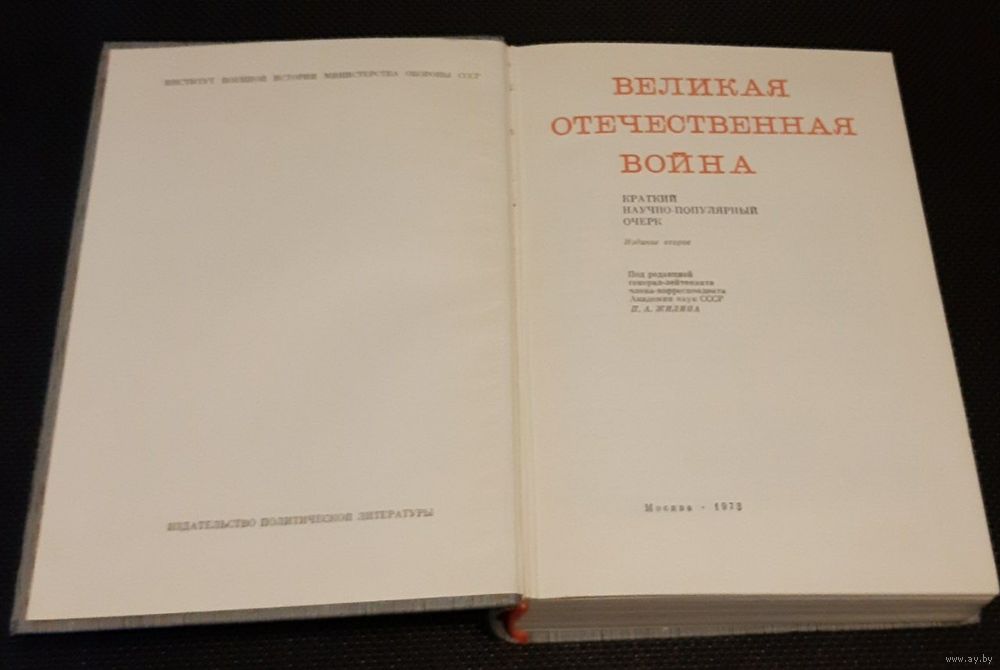 ИНСТИТУТ ВОЕННОЙ ИСТОРИИ МИНИСТЕРСТВА ОБОРОНЫ СССР
ИЗДАТЕЛЬСТВО ПОЛИТИЧЕСКОЙ ЛИТЕРАТУРЫ
ВЕЛИКАЯ
ОТЕЧЕСТВЕННАЯ
ВОЙНА
КРАТКИЙ
НАУЧНО-ПОПУЛЯРНЫЙ
ОЧЕРК
Издание второе
Под редакцией
генерал-лейтенанта
члена-корреспондента
Академии наук СССР
П. А. ЖИЛИНА
Москва · 1973
www.ay.by